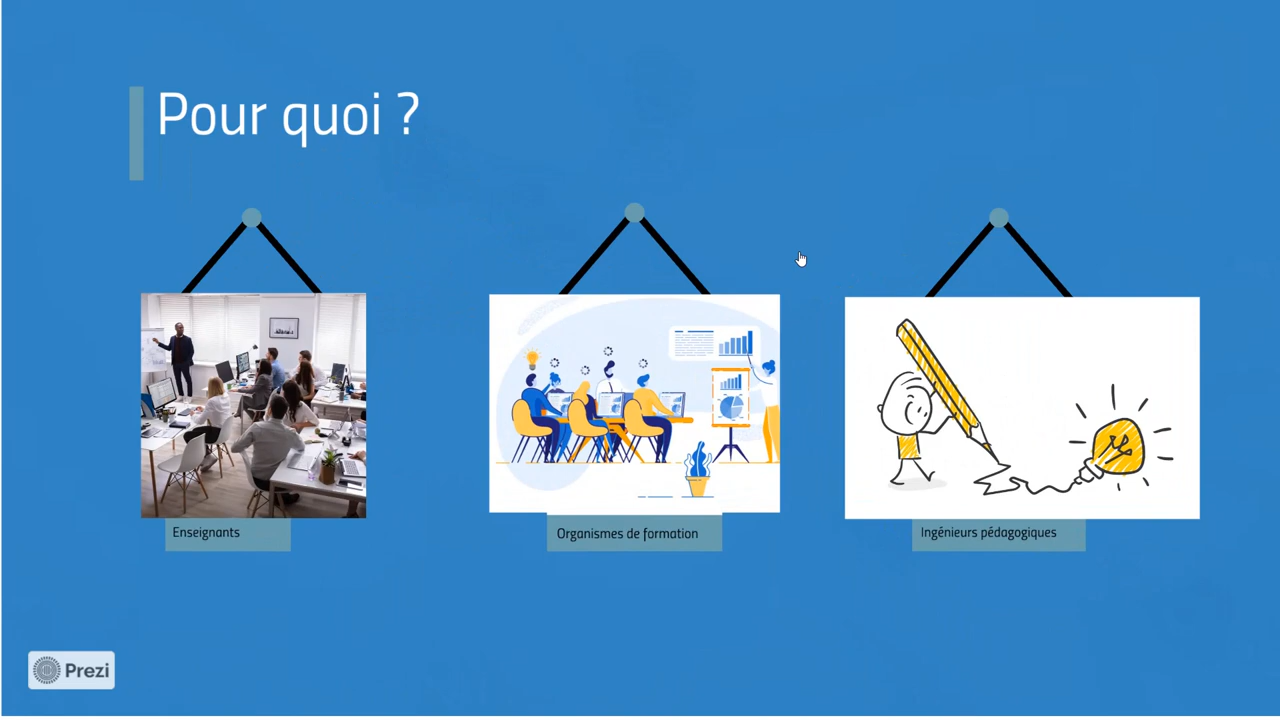 Pour quoi ?
Enseignants
Organismes de formation
Ingénieurs pédagogiques
Prezi